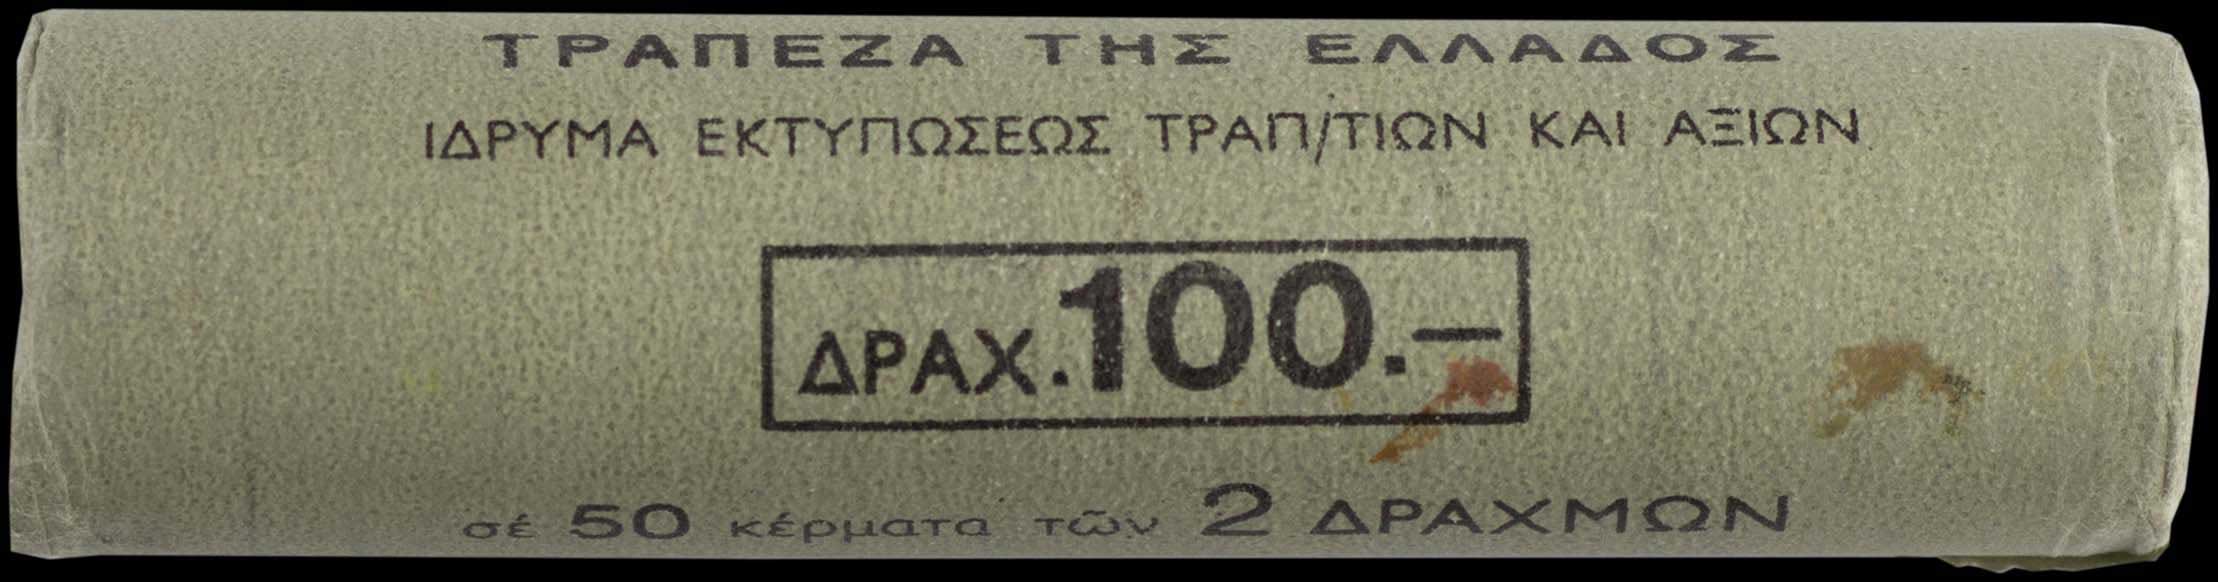 ΤΡΑΠΕΖΑ ΤΗΣ ΕΛΛΑΔΟΣ
ΙΔΡΥΜΑ ΕΚΤΥΠΩΣΕΩΣ ΤΡΑΠ/ΤΙΩΝ ΚΑΙ ΑΞΙΩΝ
ΔΡΑΧ.100.—
σέ 50 κέρματα τῶν 2 ΔΡΑΧΜΩΝ